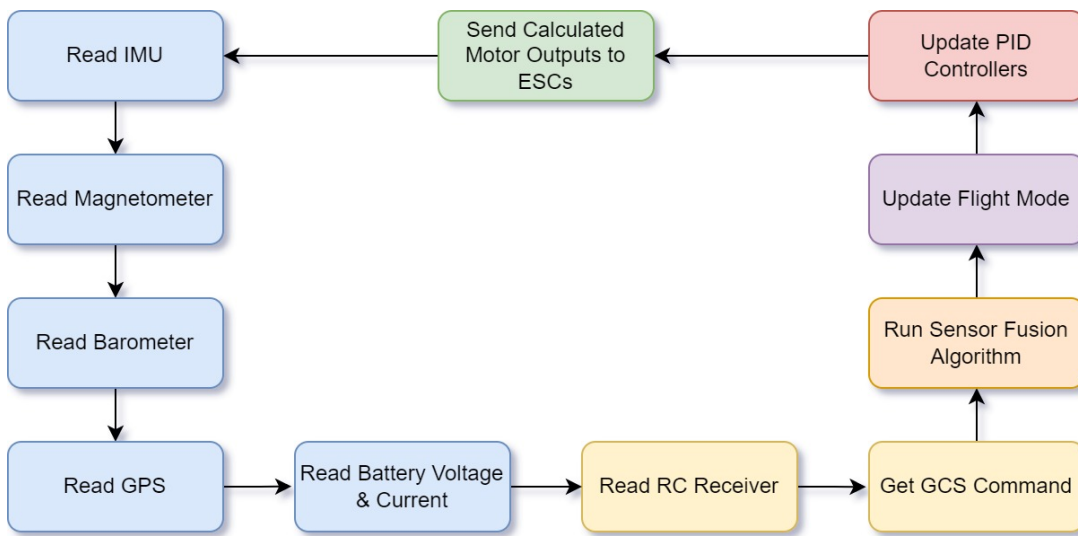 Read IMU
Send Calculated
Motor Outputs to
ESCs
Update PID
Controllers
Read Magnetometer
Update Flight Mode
Read Barometer
Run Sensor Fusion
Algorithm
Read GPS
Read Battery Voltage
& Current
Read RC Receiver
Get GCS Command